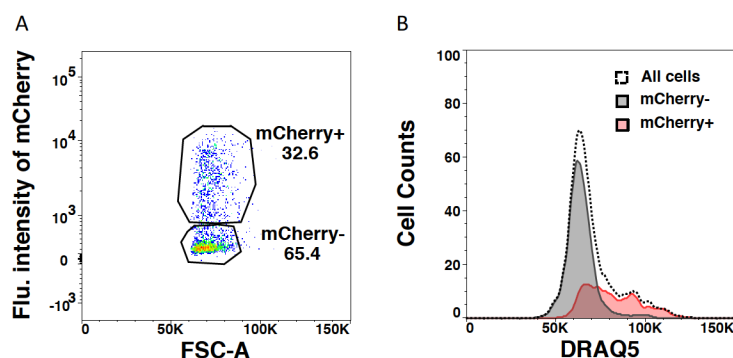 A
Flu. intensity of mCherry
10^5
10^4
10^3
0
-10^3
mCherry+
32.6
mCherry-
65.4
0 50K 100K 150K
FSC-A
B
Cell Counts
100
80
60
40
20
0
All cells
mCherry-
mCherry+
0 50K 100K 150K
DRAQ5